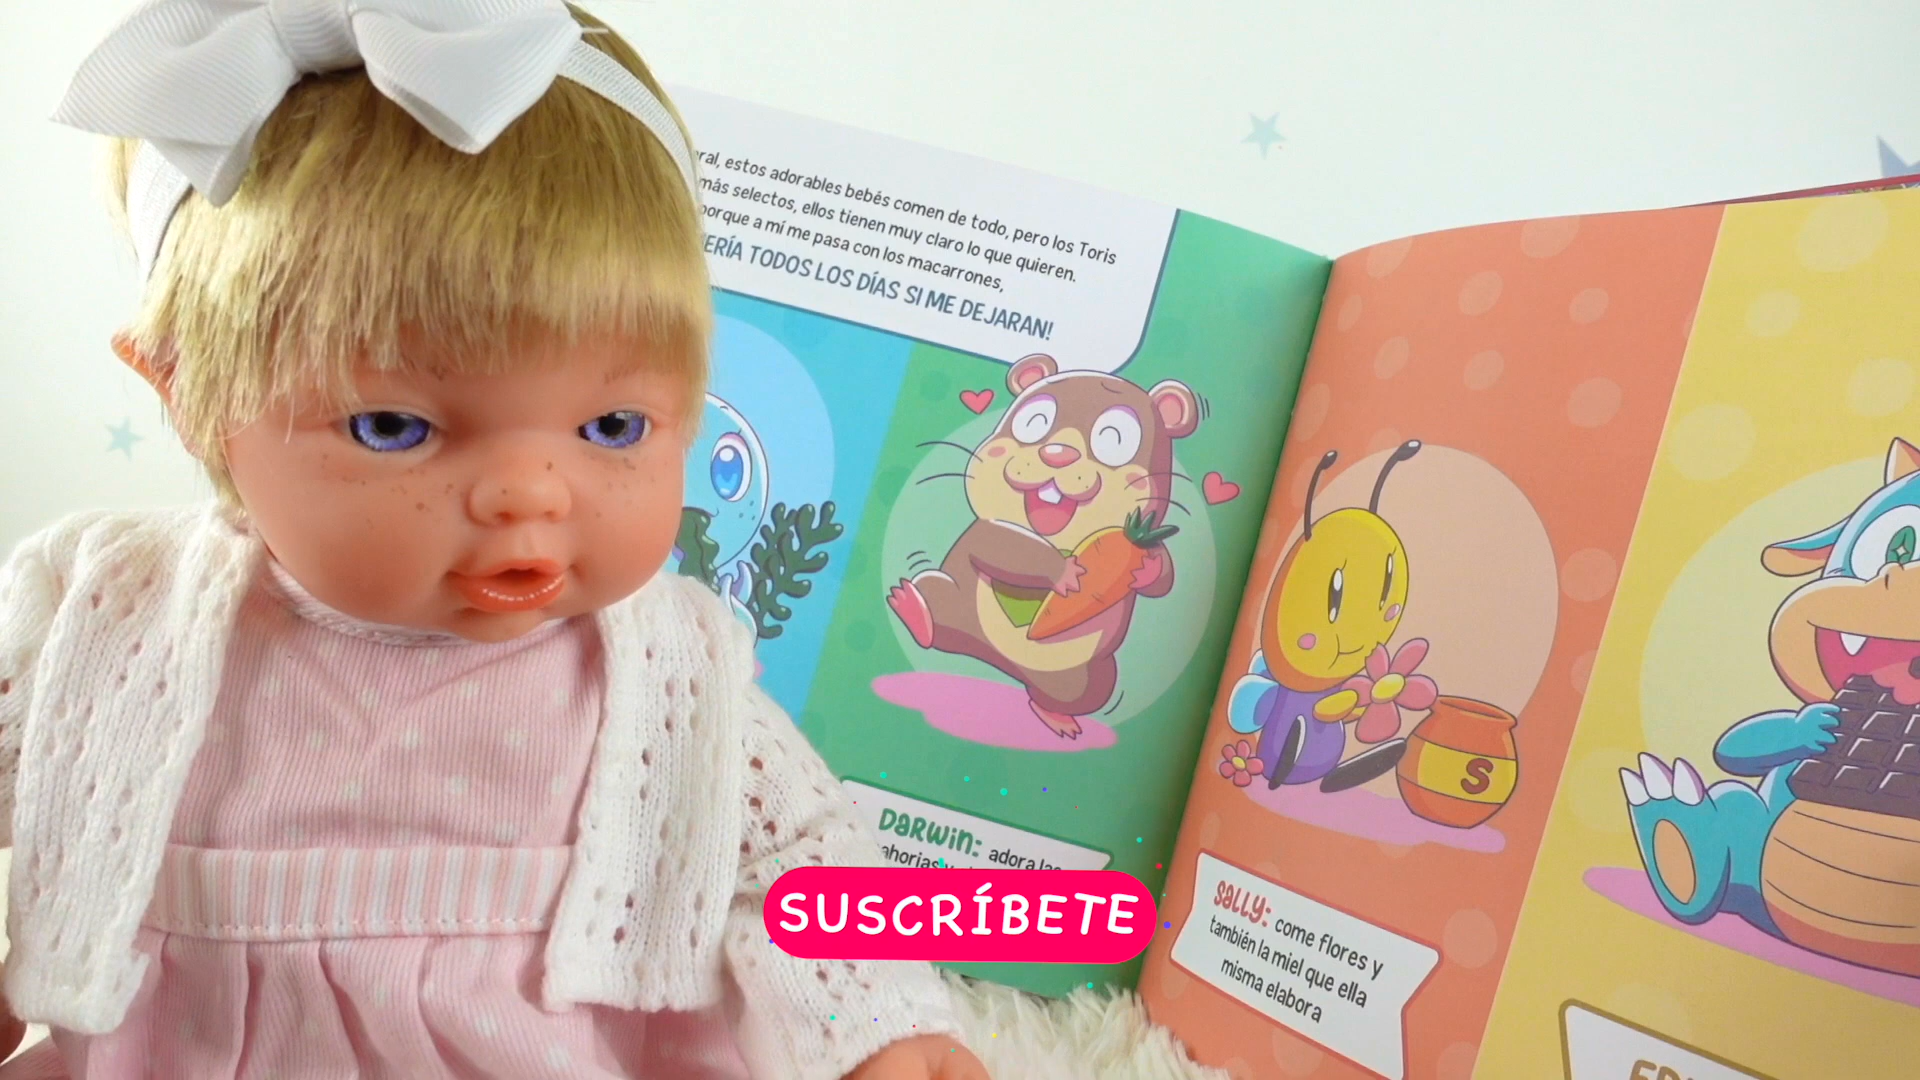 estos adorables bebés comen de todo, pero los Toris
más selectos, ellos tienen muy claro lo que quieren.
porque a mí me pasa con los macarrones,
TODOS LOS DÍAS SI ME DEJARAN!
DARWIN: adora las
SUSCRÍBETE
SALLY: come flores y
también la miel que ella
misma elabora
S